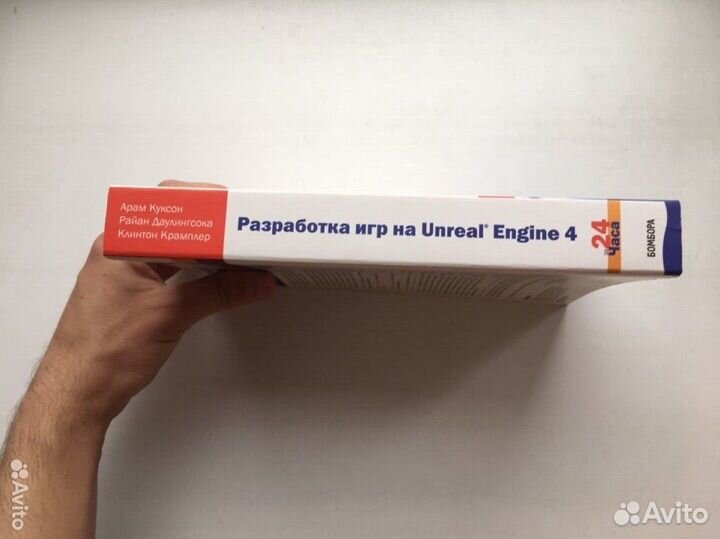 Арам Куксон
Райан Даулингсока
Клинтон Крамплер
Разработка игр на Unreal® Engine 4
24
Часа
БОМБОРА
Avito
Avito